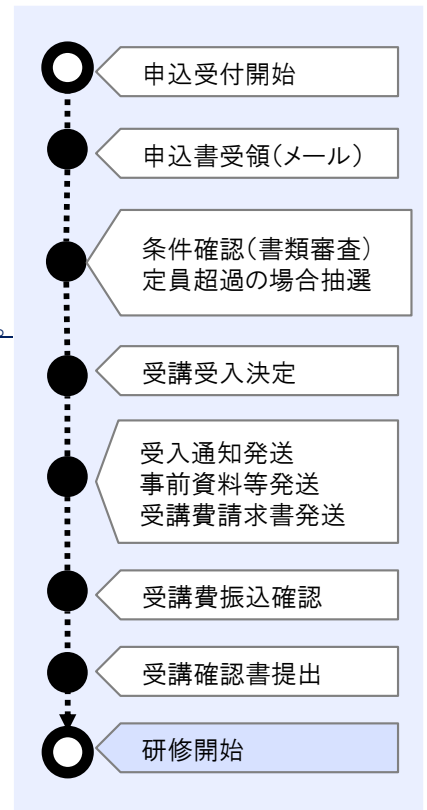 申込受付開始
申込書受領(メール)
条件確認(書類審査)
定員超過の場合抽選
。
受講受入決定
受入通知発送
事前資料等発送
受講費請求書発送
受講費振込確認
受講確認書提出
研修開始